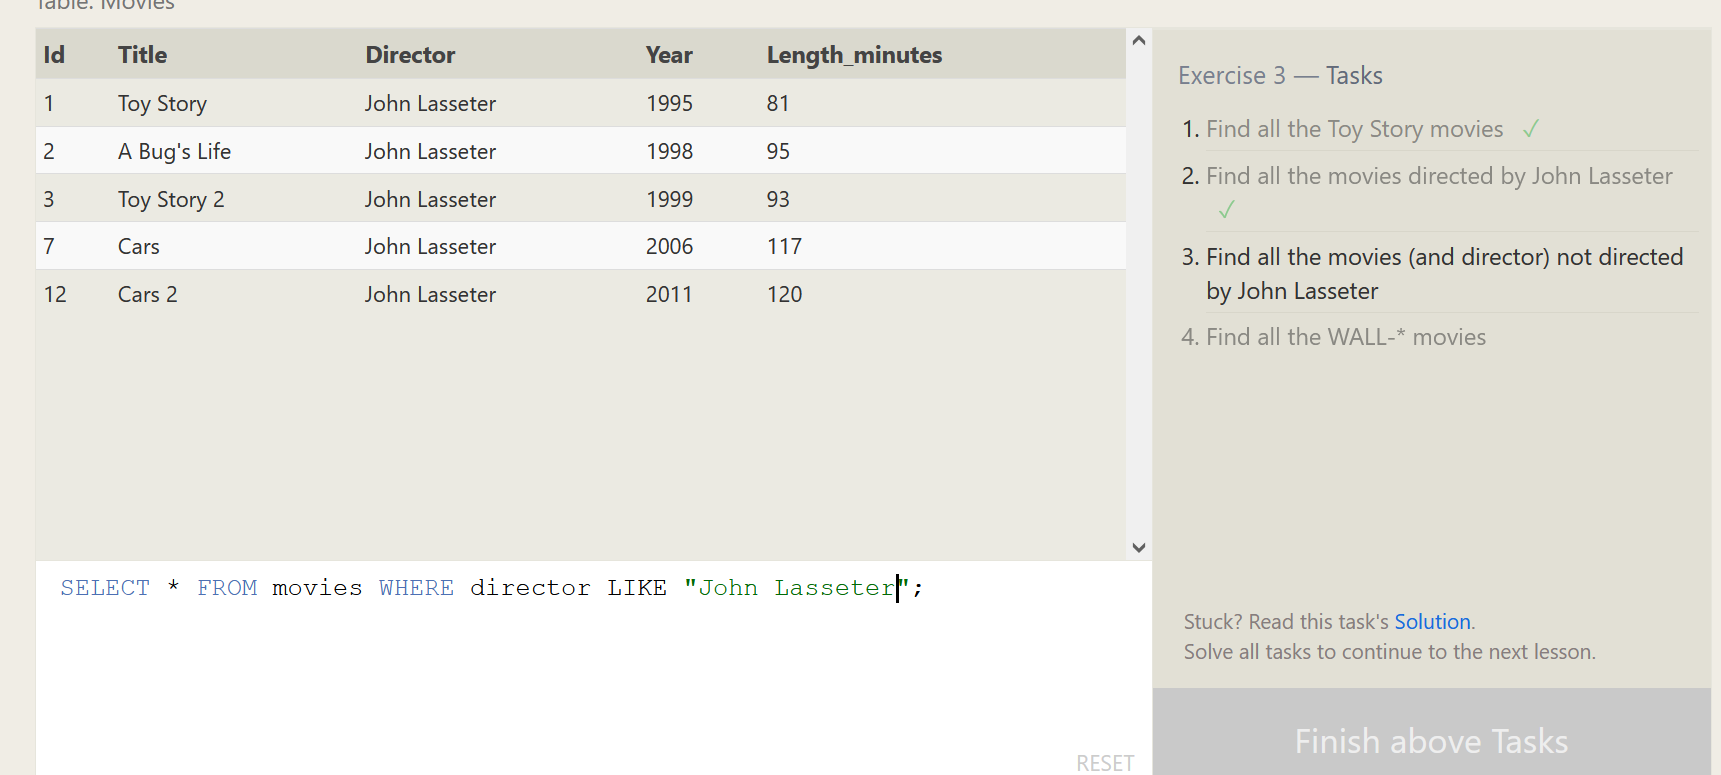 Table: Movies
Id Title Director Year Length_minutes
1 Toy Story John Lasseter 1995 81
2 A Bug's Life John Lasseter 1998 95
3 Toy Story 2 John Lasseter 1999 93
7 Cars John Lasseter 2006 117
12 Cars 2 John Lasseter 2011 120
SELECT * FROM movies WHERE director LIKE "John Lasseter";
RESET
Exercise 3 — Tasks
1. Find all the Toy Story movies ✓
2. Find all the movies directed by John Lasseter
✓
3. Find all the movies (and director) not directed
by John Lasseter
4. Find all the WALL-* movies
Stuck? Read this task's Solution.
Solve all tasks to continue to the next lesson.
Finish above Tasks